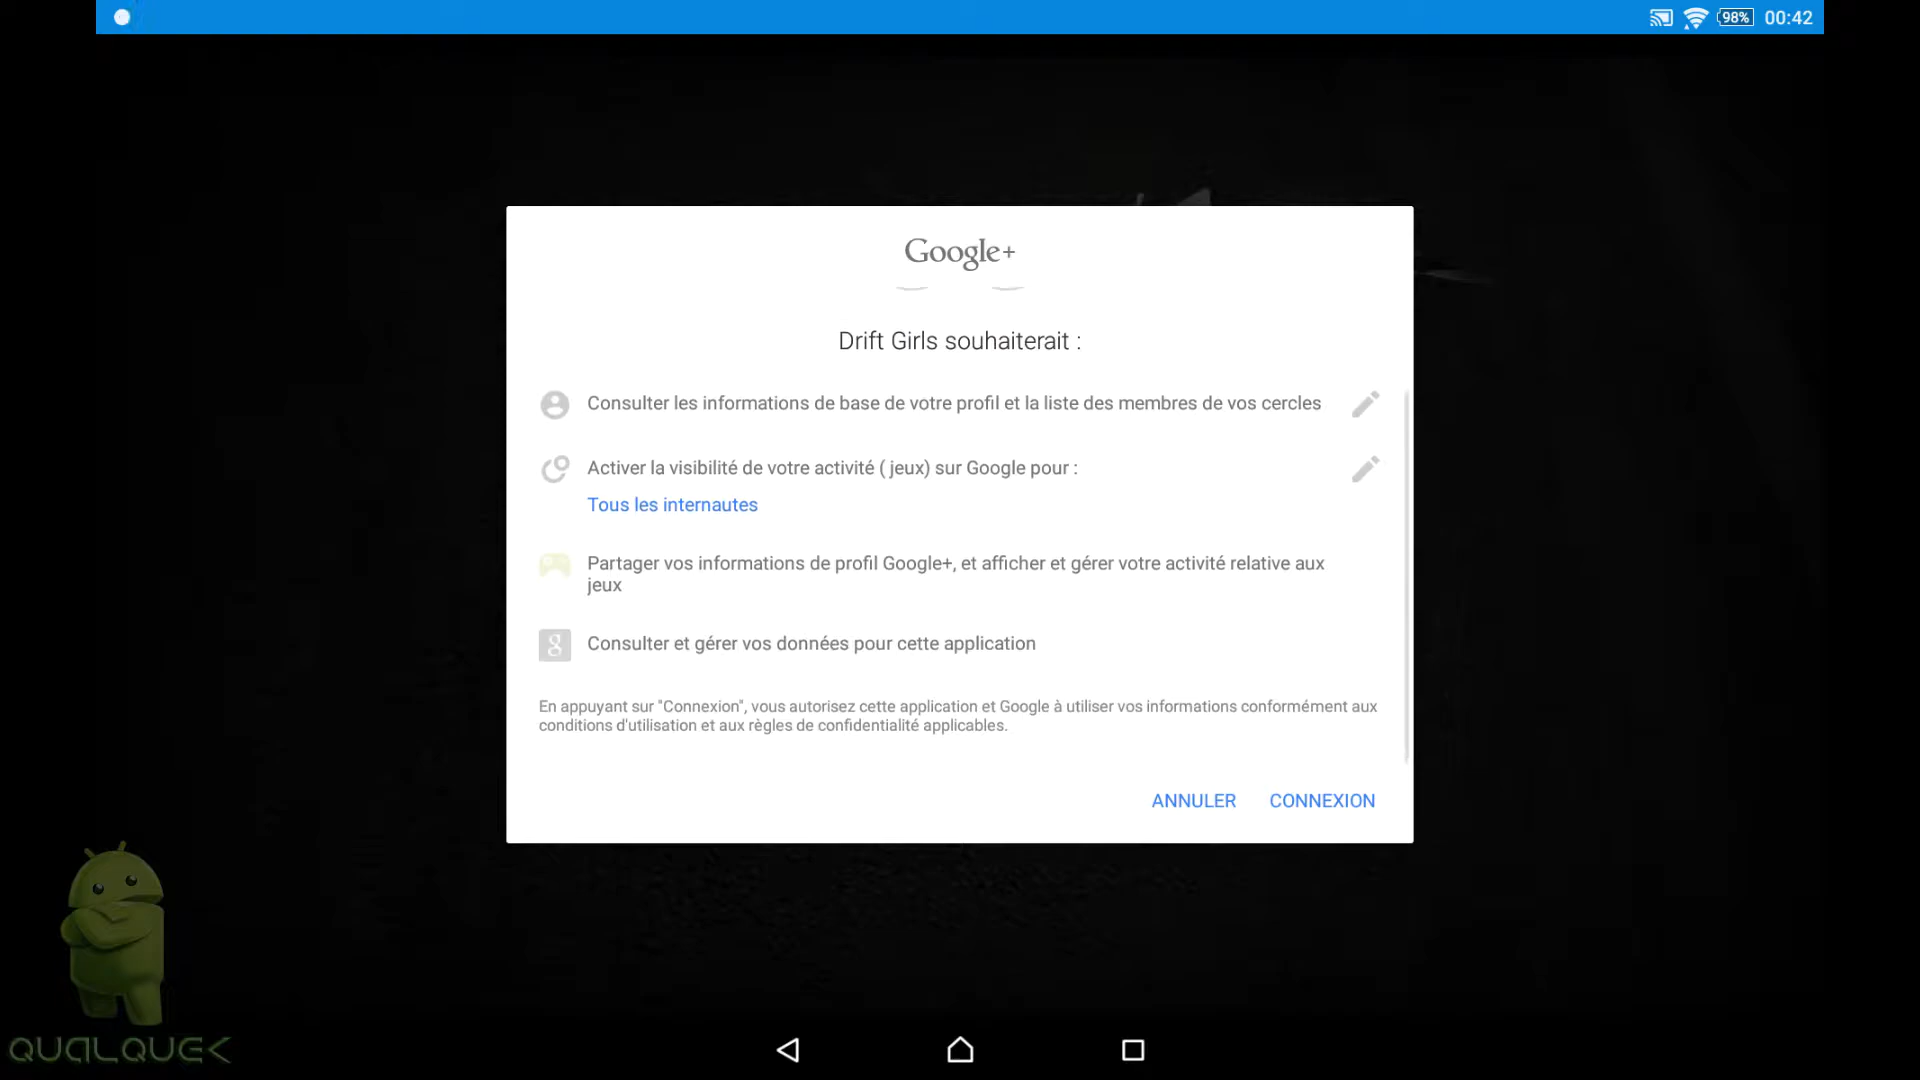 98% 00:42
Google+
Drift Girls souhaiterait :
Consulter les informations de base de votre profil et la liste des membres de vos cercles
Activer la visibilité de votre activité ( jeux) sur Google pour :
Tous les internautes
Partager vos informations de profil Google+, et afficher et gérer votre activité relative aux
jeux
g Consulter et gérer vos données pour cette application
En appuyant sur "Connexion", vous autorisez cette application et Google à utiliser vos informations conformément aux
conditions d'utilisation et aux règles de confidentialité applicables.
ANNULER CONNEXION
QUALQUEK